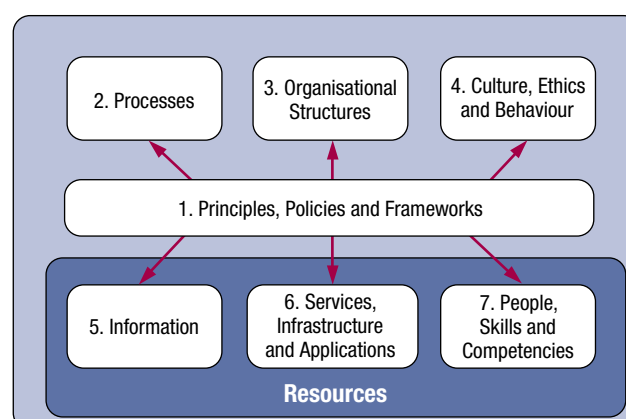 2. Processes
3. Organisational
Structures
4. Culture, Ethics
and Behaviour
1. Principles, Policies and Frameworks
5. Information
6. Services,
Infrastructure
and Applications
7. People,
Skills and
Competencies
Resources